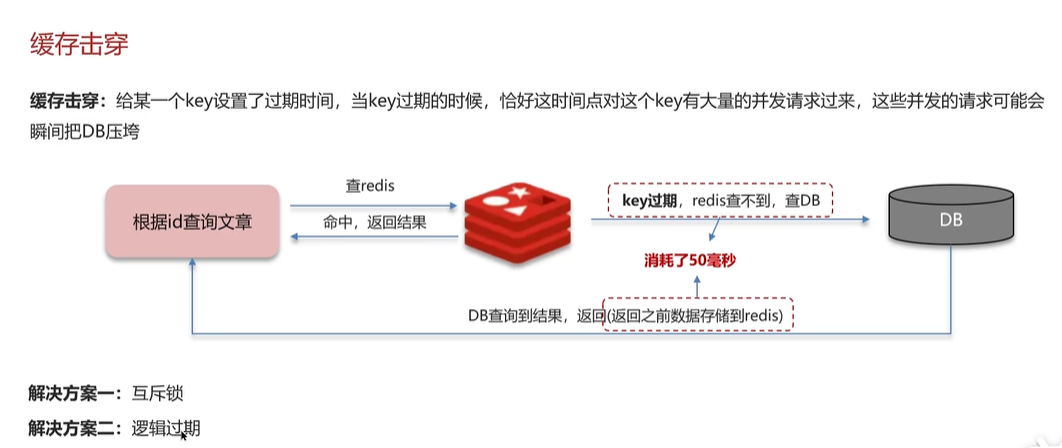 缓存击穿
缓存击穿：给某一个key设置了过期时间，当key过期的时候，恰好这时间点对这个key有大量的并发请求过来，这些并发的请求可能会
瞬间把DB压垮
查redis
key过期，redis查不到，查DB
根据id查询文章
命中，返回结果
DB
消耗了50毫秒
DB查询到结果，返回(返回之前数据存储到redis)
解决方案一：互斥锁
解决方案二：逻辑过期